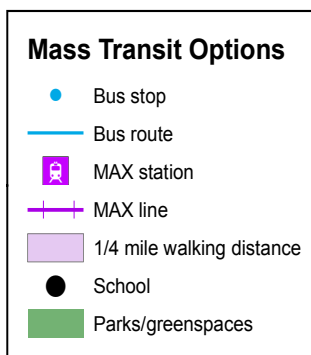 Mass Transit Options
Bus stop
Bus route
MAX station
MAX line
1/4 mile walking distance
School
Parks/greenspaces